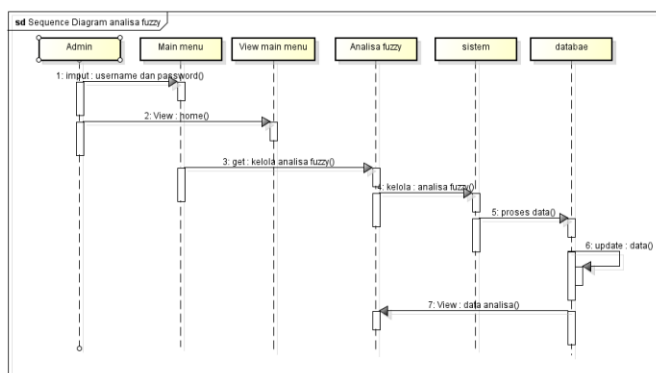 sd Sequence Diagram analisa fuzzy
Admin
Main menu
View main menu
Analisa fuzzy
sistem
databae
1: imput : username dan password()
2: View : home()
3: get : kelola analisa fuzzy()
4: kelola : analisa fuzzy()
5: proses data()
6: update : data()
7: View : data analisa()